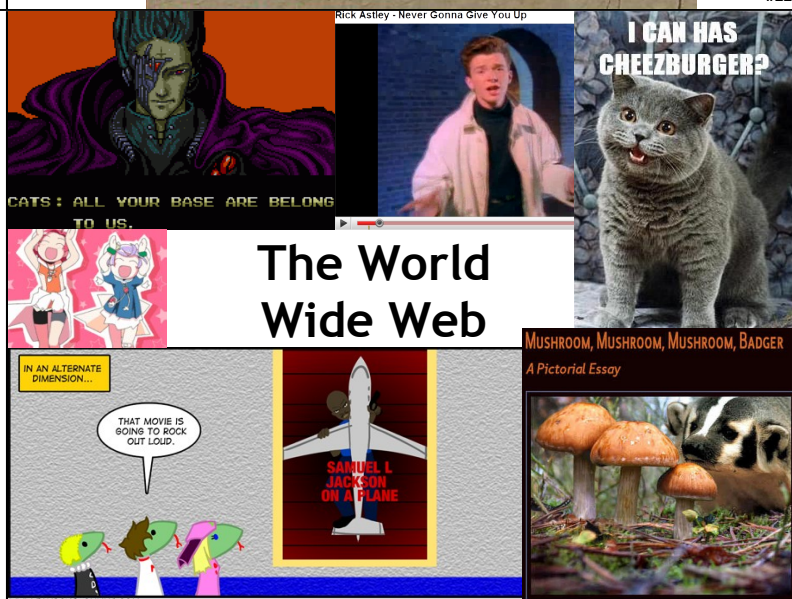 Rick Astley - Never Gonna Give You Up
I CAN HAS
CHEEZBURGER?
CATS: ALL YOUR BASE ARE BELONG
TO US.
The World
Wide Web
MUSHROOM, MUSHROOM, MUSHROOM, BADGER
A Pictorial Essay
IN AN ALTERNATE
DIMENSION...
THAT MOVIE IS
GOING TO ROCK
OUT LOUD.
SAMUEL L
JACKSON
ON A PLANE